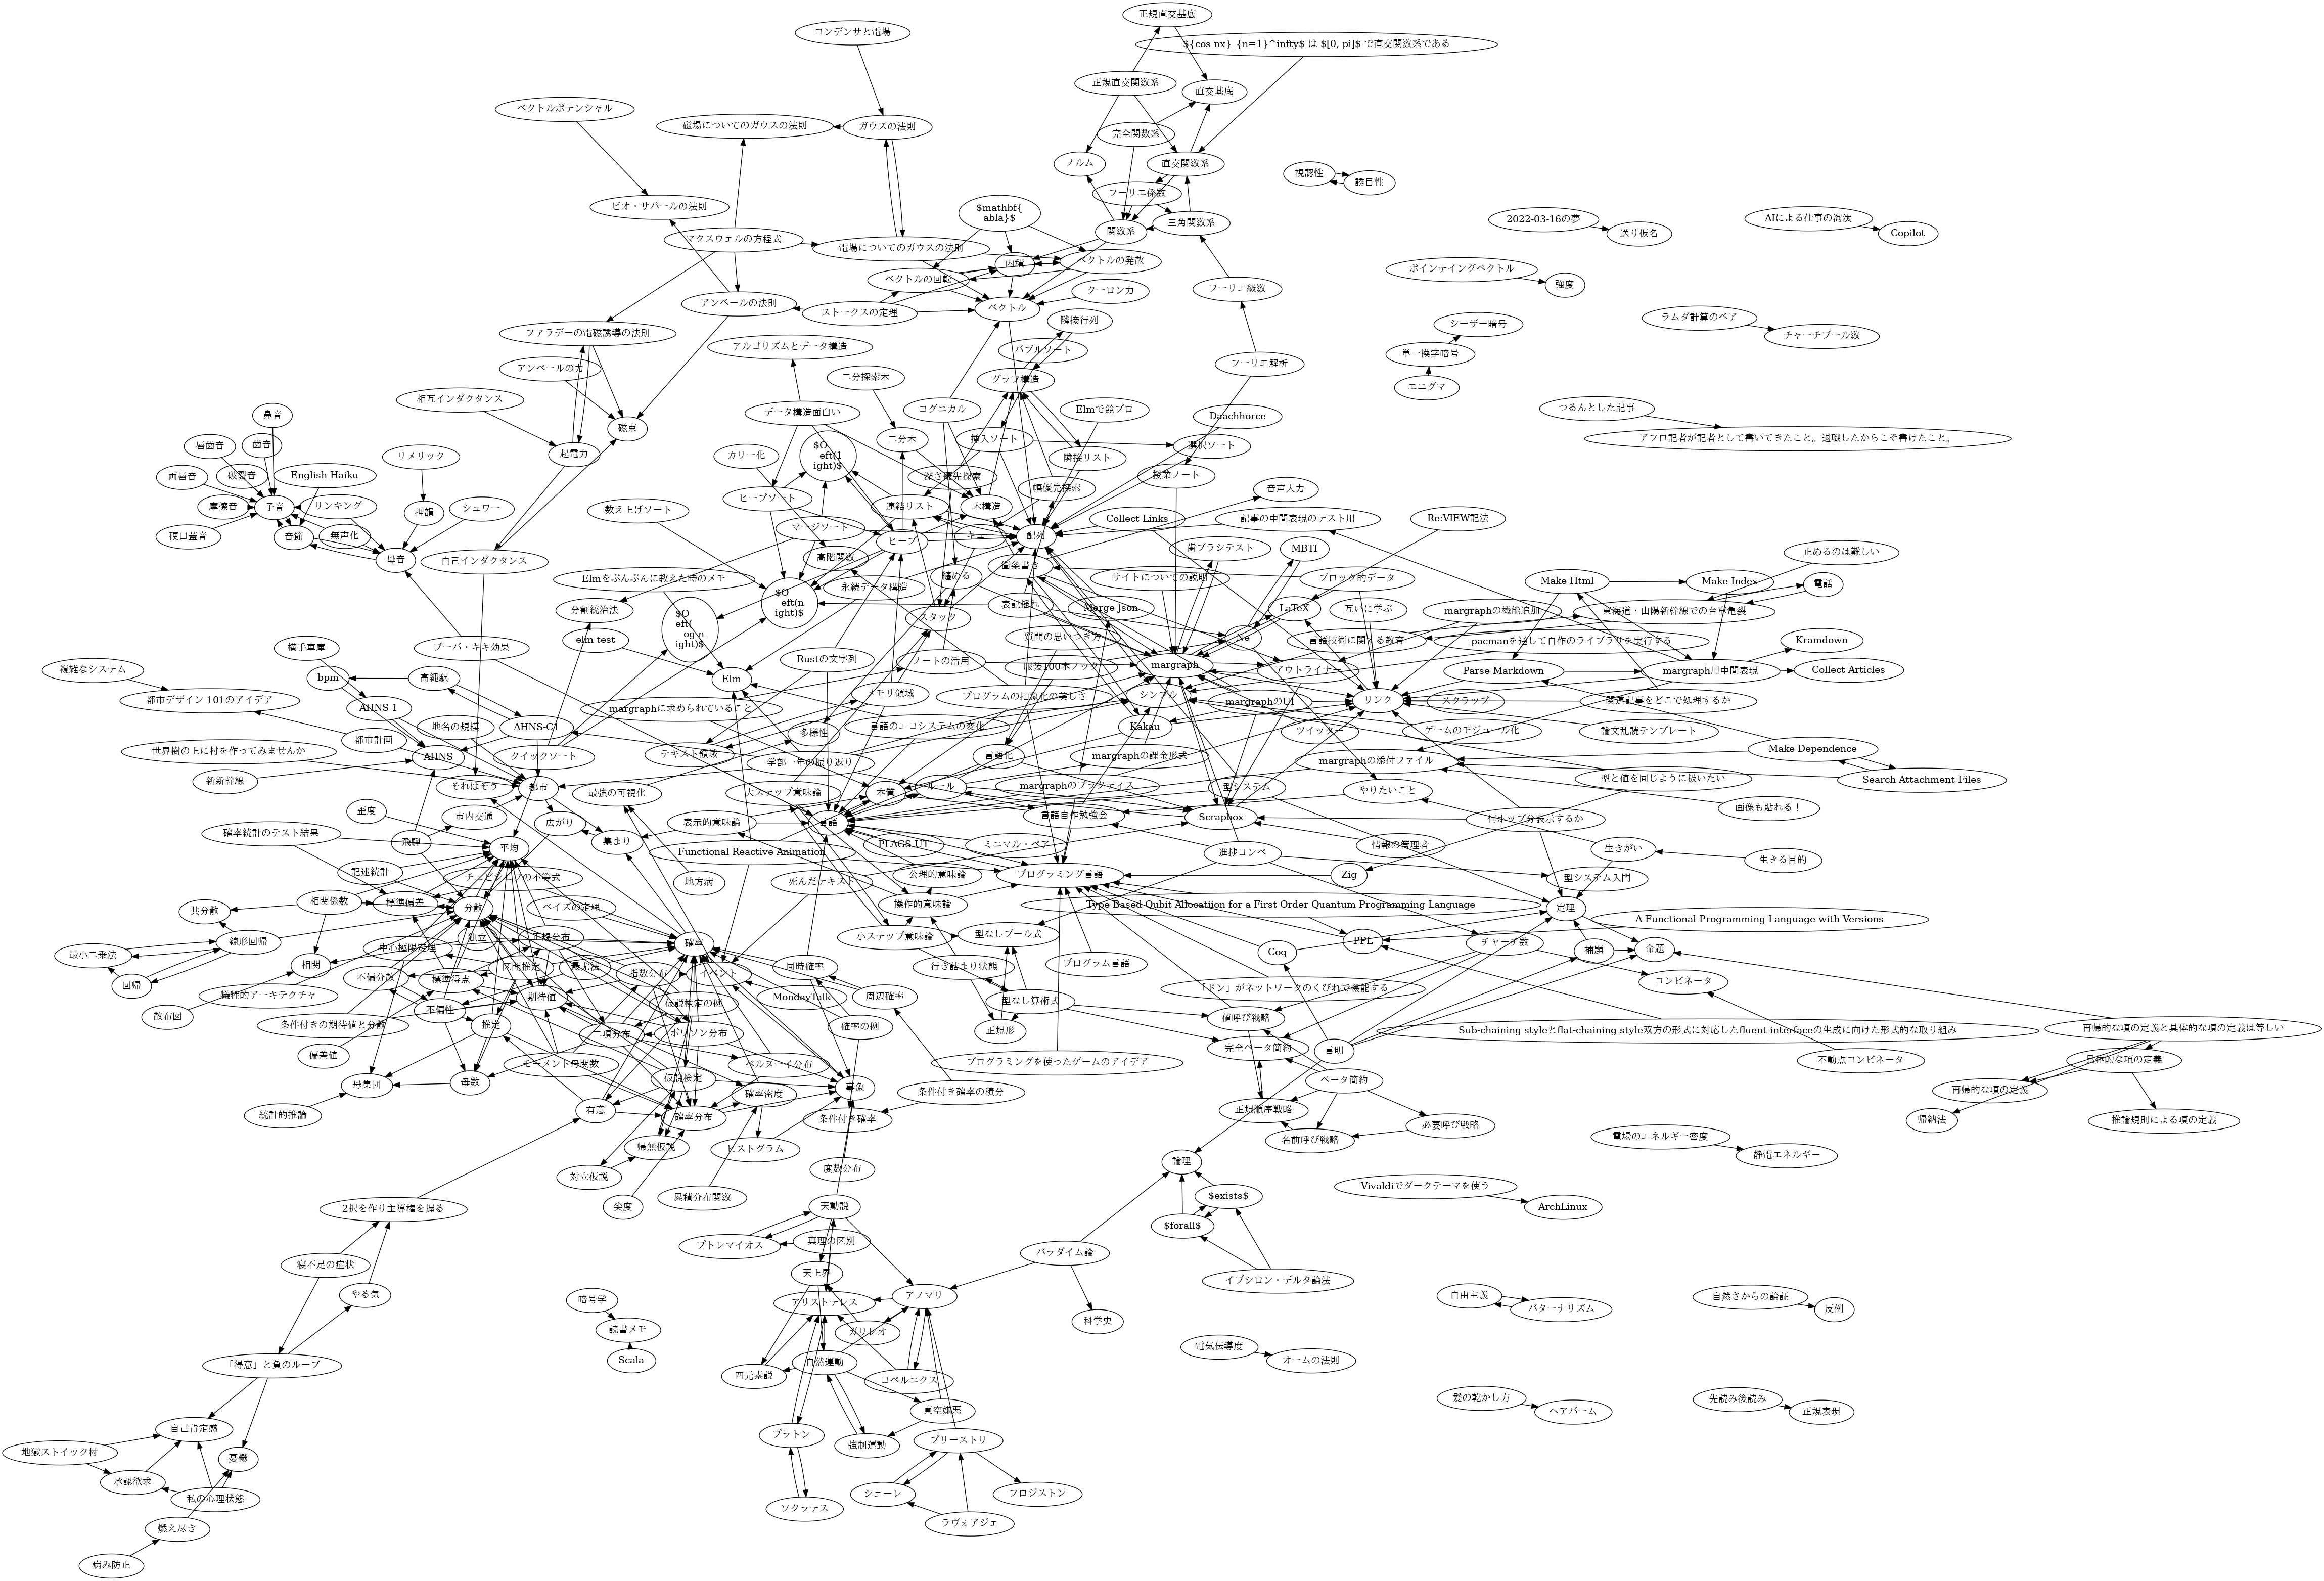 正規直交基底
コンデンサと電場
${cos nx}_{n=1}^infty$ は $[0, pi]$ で直交関数系である
正規直交関数系
直交基底
ベクトルポテンシャル
磁場についてのガウスの法則
ガウスの法則
完全関数系
ノルム
直交関数系
視認性
誘目性
フーリエ係数
ビオ・サバールの法則
$mathbf{
abla}$
三角関数系
2022-03-16の夢
送り仮名
AIによる仕事の淘汰
Copilot
マクスウェルの方程式
電場についてのガウスの法則
関数系
内積
ベクトルの発散
ベクトルの回転
ポインテイングベクトル
強度
クーロン力
フーリエ級数
アンペールの法則
ストークスの定理
ベクトル
隣接行列
シーザー暗号
ラムダ計算のペア
チャーチブール数
ファラデーの電磁誘導の法則
アルゴリズムとデータ構造
バブルソート
単一換字暗号
エニグマ
アンペールの力
二分探索木
グラフ構造
フーリエ解析
相互インダクタンス
データ構造面白い
コグニカル
Elmで競プロ
Daachhorce
つるんとした記事
アフロ記者が記者として書いてきたこと。退職したからこそ書けたこと。
鼻音
磁束
唇歯音
歯音
起電力
リメリック
カリー化
$O
eft(1
ight)$
二分木
挿入ソート
選択ソート
隣接リスト
両唇音
破裂音
English Haiku
深さ優先探索
授業ノート
摩擦音
子音
リンキング
押韻
シュワー
数え上げソート
ヒープソート
連結リスト
木構造
幅優先探索
音声入力
硬口蓋音
音節
無声化
母音
自己インダクタンス
マージソート
ヒープ
キュー
配列
Collect Links
記事の中間表現のテスト用
Re:VIEW記法
高階関数
歯ブラシテスト
MBTI
止めるのは難しい
Elmをぶんぶんに教えた時のメモ
永続データ構造
纏める
箇条書き
サイトについての説明
ブロック的データ
Make Html
Make Index
電話
分割統治法
$O
eft(n
ight)$
表記揺れ
Merge Json
LaTeX
互いに学ぶ
margraphの機能追加
東海道・山陽新幹線での台車亀裂
$O
eft(
og n
ight)$
elm-test
スタック
質問の思いつき方
Ne
言語技術に関する教育
pacmanを通して自作のライブラリを実行する
Kramdown
ブーバ・キキ効果
横手車庫
Rustの文字列
ノートの活用
服装100本ノック
margraph
アウトライナー
Parse Markdown
margraph用中間表現
Collect Articles
複雑なシステム
bpm
高縄駅
Elm
メモリ領域
プログラムの抽象化の美しさ
シンプル
margraphのUI
リンク
スクラップ
関連記事をどこで処理するか
都市デザイン 101のアイデア
AHNS-1
地名の規模
AHNS-C1
margraphに求められていること
言語のエコシステムの変化
Kakau
ツイッター
ゲームのモジュール化
論文乱読テンプレート
都市計画
多様性
世界樹の上に村を作ってみませんか
AHNS
クイックソート
テキスト領域
学部一年の振り返り
言語化
margraphの課金形式
margraphの添付ファイル
Make Dependence
新新幹線
それはそう
都市
最強の可視化
大ステップ意味論
本質
ルール
margraphのプラクティス
型システム
やりたいこと
型と値を同じように扱いたい
Search Attachment Files
歪度
市内交通
広がり
表示的意味論
言語
言語自作勉強会
Scrapbox
何ホップ分表示するか
画像も貼れる！
確率統計のテスト結果
飛騨
平均
集まり
Functional Reactive Animation
PLAGS UT
ミニマル・ペア
進捗コンペ
情報の管理者
生きがい
生きる目的
記述統計
チェビシェフの不等式
地方病
死んだテキスト
公理的意味論
プログラミング言語
Zig
型システム入門
相関係数
標準偏差
共分散
分散
ベイズの定理
操作的意味論
Type-Based Qubit Allocatiion for a First-Order Quantum Programming Language
定理
A Functional Programming Language with Versions
線形回帰
最小二乗法
中心極限定理
独立
正規分布
確率
小ステップ意味論
型なしブール式
Coq
PPL
チャーチ数
補題
命題
相関
区間推定
最尤法
同時確率
行き詰まり状態
プログラム言語
回帰
不偏分散
標準得点
指数分布
イベント
コンビネータ
犠牲的アーキテクチャ
期待値
仮説検定の例
MondayTalk
周辺確率
型なし算術式
「ドン」がネットワークのくびれで機能する
散布図
条件付きの期待値と分散
不偏性
推定
二項分布
ポワソン分布
確率の例
正規形
値呼び戦略
Sub-chaining styleとflat-chaining style双方の形式に対応したfluent interfaceの生成に向けた形式的な取り組み
再帰的な項の定義と具体的な項の定義は等しい
偏差値
モーメント母関数
ベルヌーイ分布
プログラミングを使ったゲームのアイデア
完全ベータ簡約
言明
不動点コンビネータ
具体的な項の定義
母集団
母数
仮説検定
事象
確率密度
条件付き確率の積分
ベータ簡約
再帰的な項の定義
統計的推論
有意
確率分布
条件付き確率
正規順序戦略
必要呼び戦略
帰納法
推論規則による項の定義
帰無仮説
ヒストグラム
名前呼び戦略
電場のエネルギー密度
静電エネルギー
対立仮説
度数分布
論理
尖度
累積分布関数
Vivaldiでダークテーマを使う
ArchLinux
2択を作り主導権を握る
天動説
$exists$
$forall$
プトレマイオス
真理の区別
パラダイム論
寝不足の症状
天上界
イプシロン・デルタ論法
やる気
暗号学
アリストテレス
アノマリ
自由主義
パターナリズム
自然さからの論証
反例
読書メモ
ガリレオ
科学史
Scala
「得意」と負のループ
自然運動
四元素説
コペルニクス
電気伝導度
オームの法則
真空嫌悪
髪の乾かし方
ヘアバーム
先読み後読み
正規表現
自己肯定感
プラトン
強制運動
プリーストリ
地獄ストイック村
憂鬱
承認欲求
私の心理状態
ソクラテス
シェーレ
フロジストン
燃え尽き
ラヴォアジェ
病み防止